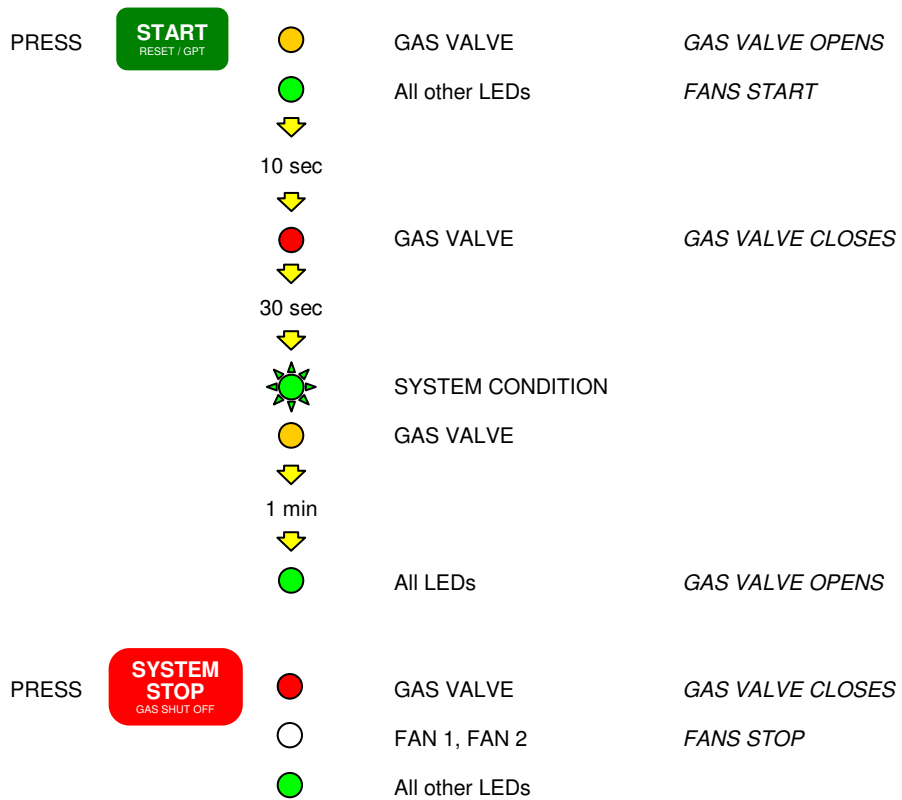 PRESS START GAS VALVE GAS VALVE OPENS
RESET / GPT
All other LEDs FANS START
10 sec
GAS VALVE GAS VALVE CLOSES
30 sec
SYSTEM CONDITION
GAS VALVE
1 min
All LEDs GAS VALVE OPENS
PRESS SYSTEM STOP GAS VALVE GAS VALVE CLOSES
GAS SHUT OFF
FAN 1, FAN 2 FANS STOP
All other LEDs